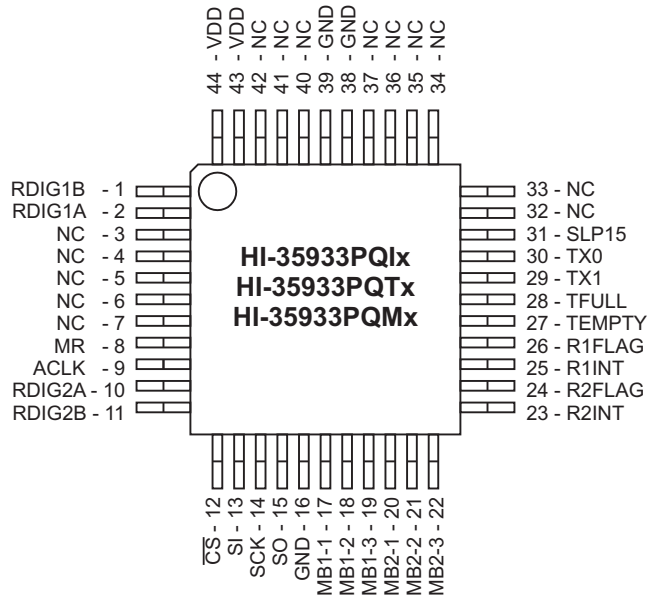 44 - VDD
43 - VDD
42 - NC
41 - NC
40 - NC
39 - GND
38 - GND
37 - NC
36 - NC
35 - NC
34 - NC
RDIG1B - 1
RDIG1A - 2
NC - 3
NC - 4
NC - 5
NC - 6
NC - 7
MR - 8
ACLK - 9
RDIG2A - 10
RDIG2B - 11
HI-35933PQIx
HI-35933PQTx
HI-35933PQMx
33 - NC
32 - NC
31 - SLP15
30 - TX0
29 - TX1
28 - TFULL
27 - TEMPTY
26 - R1FLAG
25 - R1INT
24 - R2FLAG
23 - R2INT
C̅S̅ - 12
SI - 13
SCK - 14
SO - 15
GND - 16
MB1-1 - 17
MB1-2 - 18
MB1-3 - 19
MB2-1 - 20
MB2-2 - 21
MB2-3 - 22